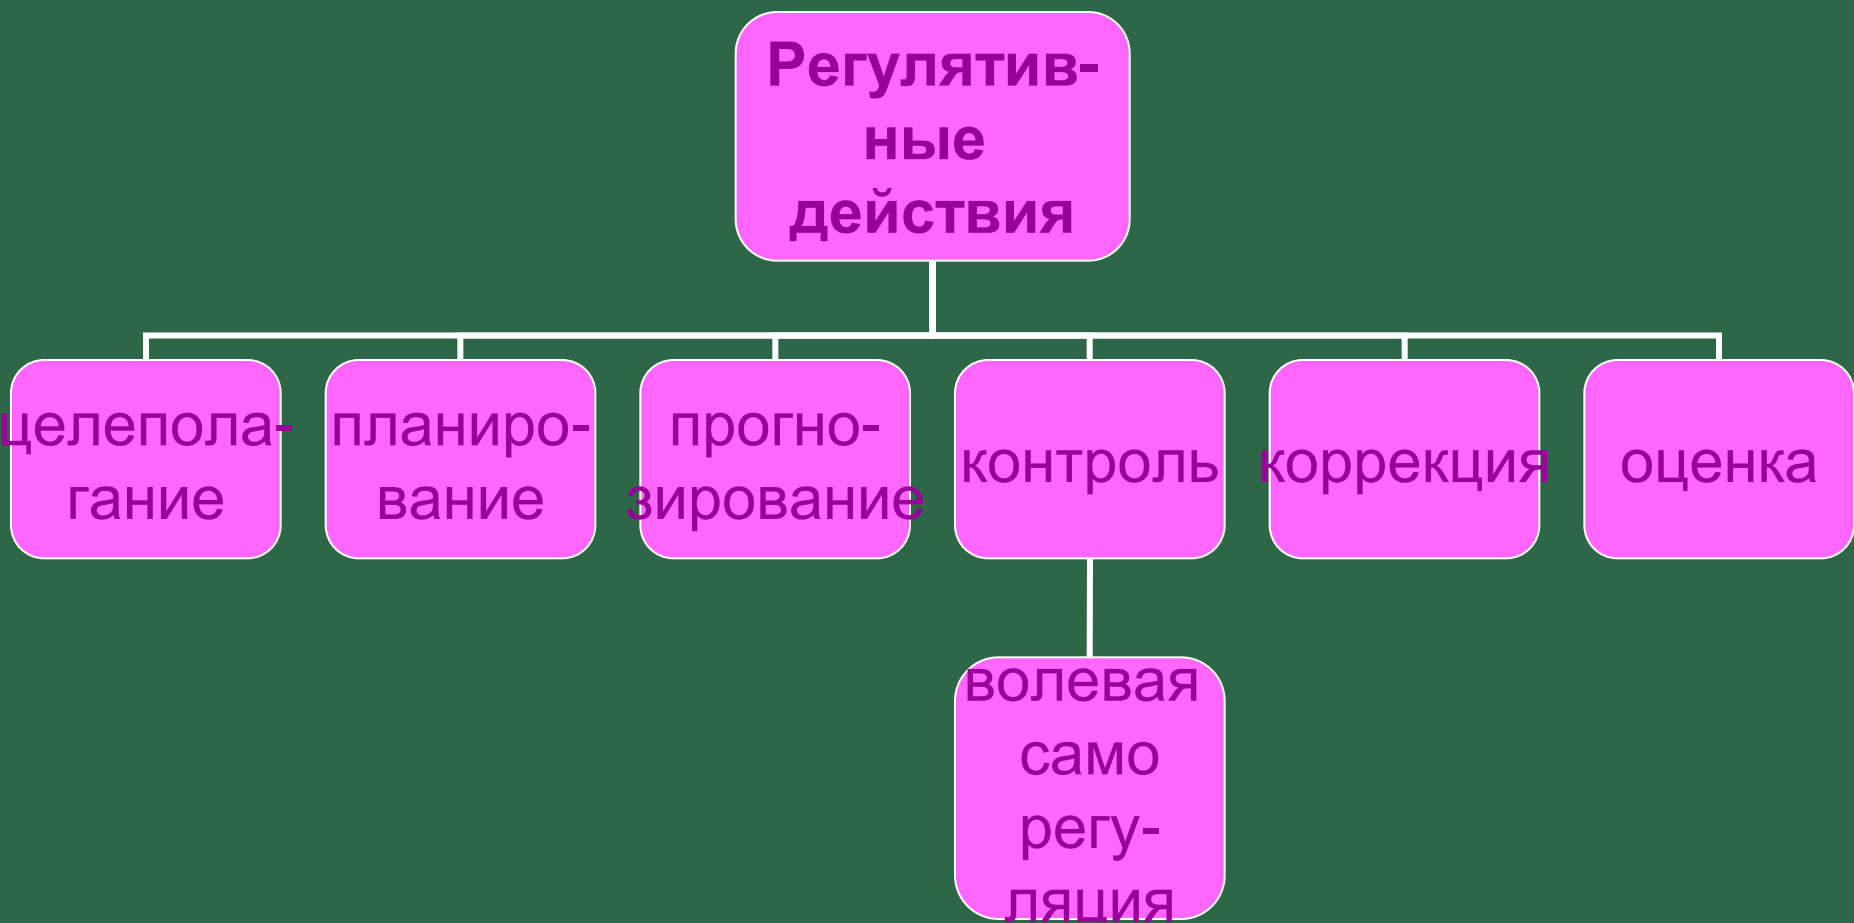 Регулятив-
ные
действия
целепола-
гание
планиро-
вание
прогно-
зирование
контроль
коррекция
оценка
волевая
само
регу-
ляция